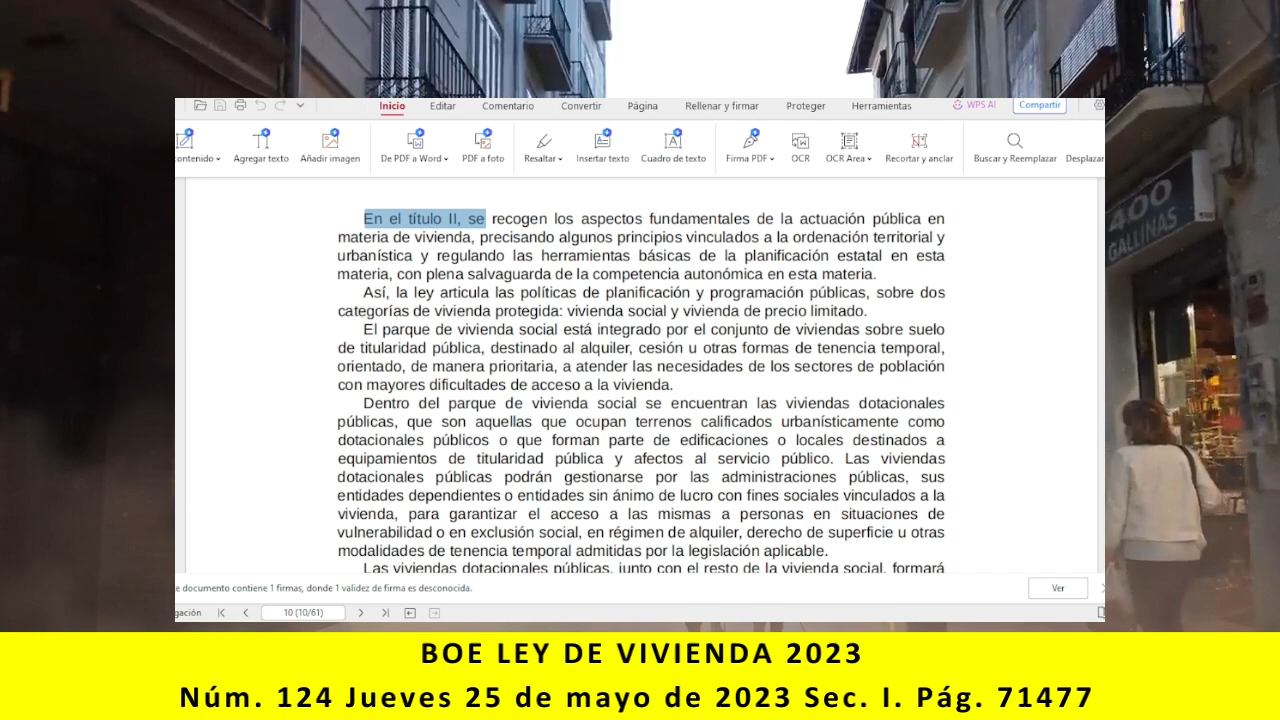 Inicio Editar Comentario Convertir Página Rellenar y firmar Proteger Herramientas WPS AI Compartir
ontenido Agregar texto Añadir imagen De PDF a Word PDF a foto Resaltar Insertar texto Cuadro de texto Firma PDF OCR OCR Area Recortar y anclar Buscar y Reemplazar Desplazar
En el título II, se recogen los aspectos fundamentales de la actuación pública en
materia de vivienda, precisando algunos principios vinculados a la ordenación territorial y
urbanística y regulando las herramientas básicas de la planificación estatal en esta
materia, con plena salvaguarda de la competencia autonómica en esta materia.
Así, la ley articula las políticas de planificación y programación públicas, sobre dos
categorías de vivienda protegida: vivienda social y vivienda de precio limitado.
El parque de vivienda social está integrado por el conjunto de viviendas sobre suelo
de titularidad pública, destinado al alquiler, cesión u otras formas de tenencia temporal,
orientado, de manera prioritaria, a atender las necesidades de los sectores de población
con mayores dificultades de acceso a la vivienda.
Dentro del parque de vivienda social se encuentran las viviendas dotacionales
públicas, que son aquellas que ocupan terrenos calificados urbanísticamente como
dotacionales públicos o que forman parte de edificaciones o locales destinados a
equipamientos de titularidad pública y afectos al servicio público. Las viviendas
dotacionales públicas podrán gestionarse por las administraciones públicas, sus
entidades dependientes o entidades sin ánimo de lucro con fines sociales vinculados a la
vivienda, para garantizar el acceso a las mismas a personas en situaciones de
vulnerabilidad o en exclusión social, en régimen de alquiler, derecho de superficie u otras
modalidades de tenencia temporal admitidas por la legislación aplicable.
Las viviendas dotacionales públicas, junto con el resto de la vivienda social, formará
e documento contiene 1 firmas, donde 1 validez de firma es desconocida. Ver
gación 10 (10/61)
400
GALLINAS
BOE LEY DE VIVIENDA 2023
Núm. 124 Jueves 25 de mayo de 2023 Sec. I. Pág. 71477